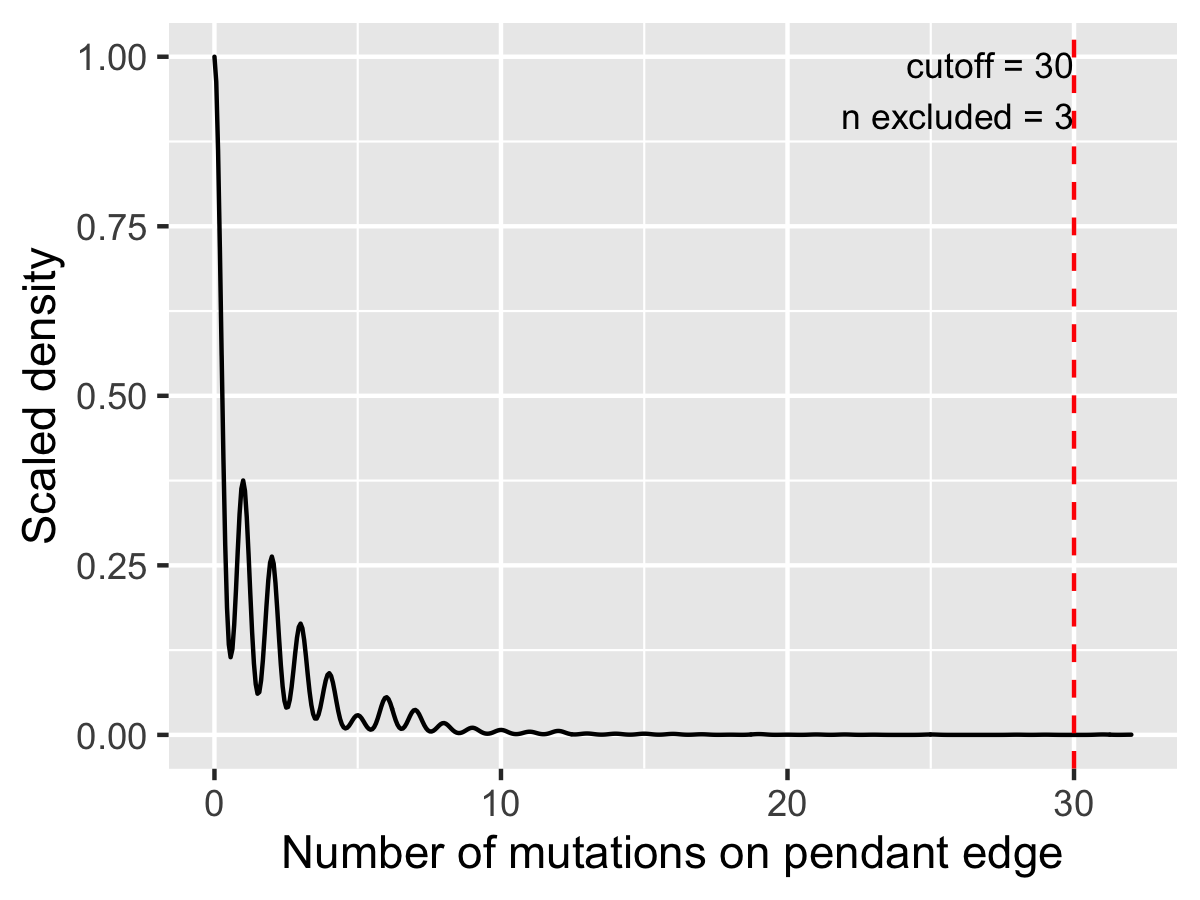 1.00
0.75
0.50
0.25
0.00
Scaled density
cutoff = 30
n excluded = 3
0
10
20
30
Number of mutations on pendant edge